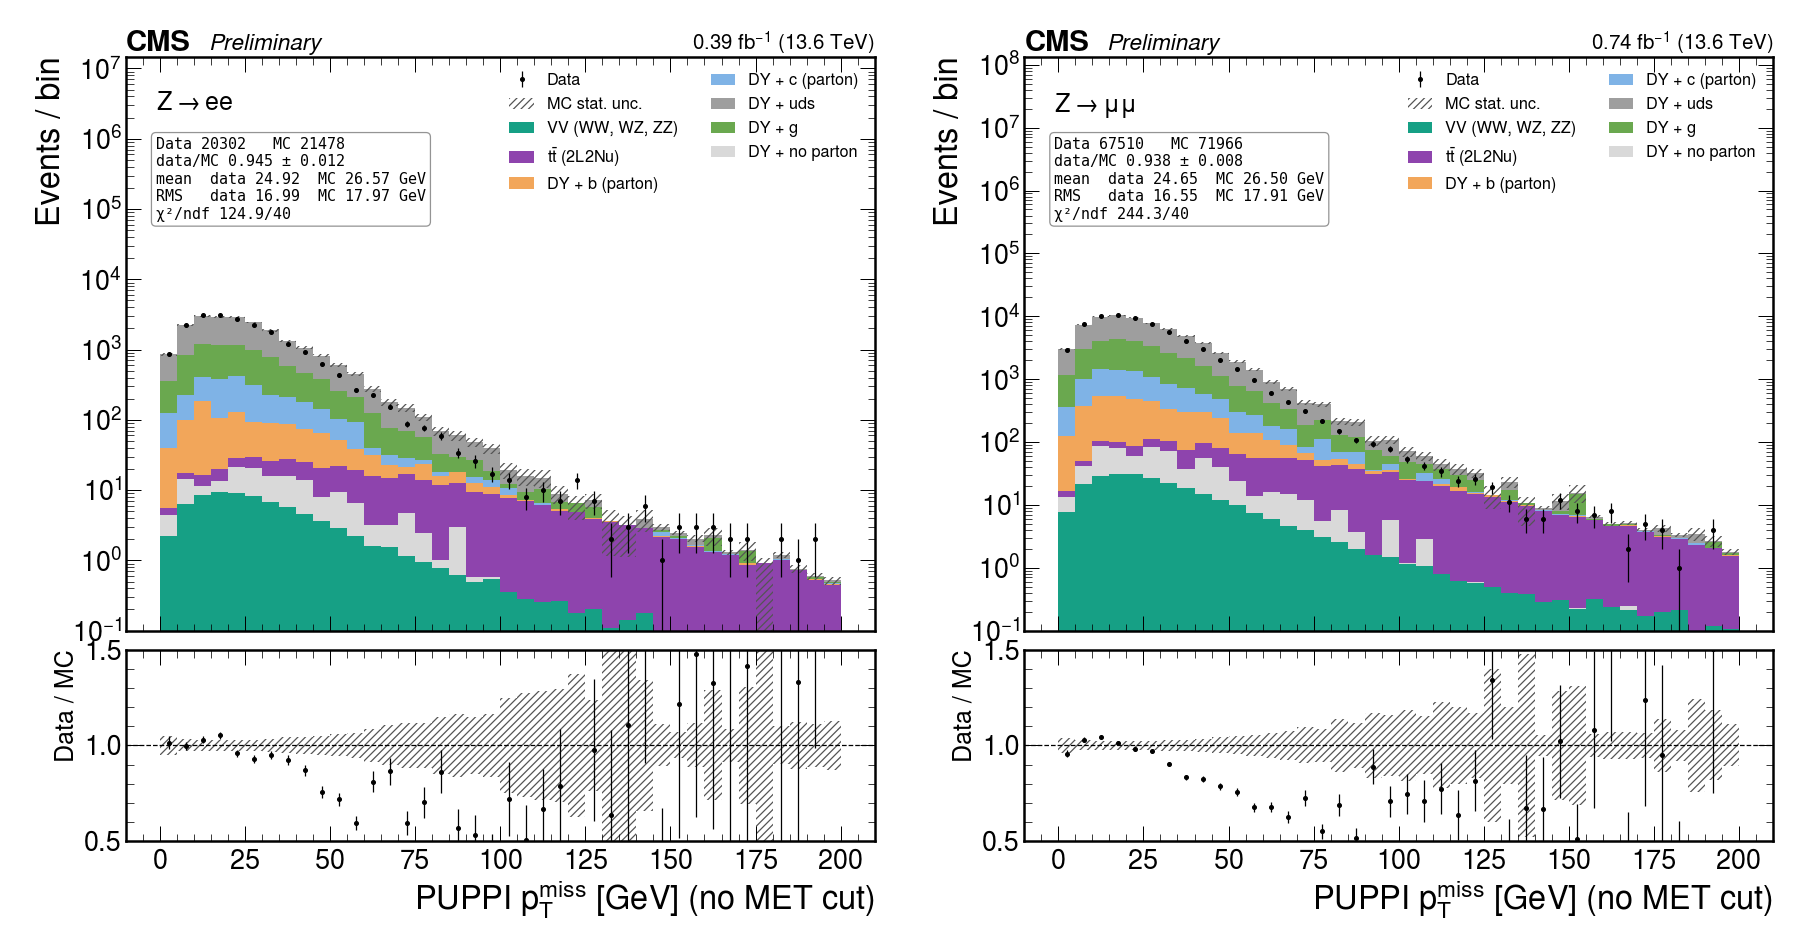 CMS Preliminary 0.39 fb⁻¹ (13.6 TeV)
Events / bin
10⁷
10⁶
10⁵
10⁴
10³
10²
10¹
10⁰
10⁻¹
Z→ee
Data 20302 MC 21478
data/MC 0.945 ± 0.012
mean data 24.92 MC 26.57 GeV
RMS data 16.99 MC 17.97 GeV
χ²/ndf 124.9/40
Data
MC stat. unc.
VV (WW, WZ, ZZ)
tt̄ (2L2Nu)
DY + b (parton)
DY + c (parton)
DY + uds
DY + g
DY + no parton
Data / MC
1.5
1.0
0.5
0 25 50 75 100 125 150 175 200
PUPPI p_T^miss [GeV] (no MET cut)
CMS Preliminary 0.74 fb⁻¹ (13.6 TeV)
Events / bin
10⁸
10⁷
10⁶
10⁵
10⁴
10³
10²
10¹
10⁰
10⁻¹
Z→μμ
Data 67510 MC 71966
data/MC 0.938 ± 0.008
mean data 24.65 MC 26.50 GeV
RMS data 16.55 MC 17.91 GeV
χ²/ndf 244.3/40
Data
MC stat. unc.
VV (WW, WZ, ZZ)
tt̄ (2L2Nu)
DY + b (parton)
DY + c (parton)
DY + uds
DY + g
DY + no parton
Data / MC
1.5
1.0
0.5
0 25 50 75 100 125 150 175 200
PUPPI p_T^miss [GeV] (no MET cut)